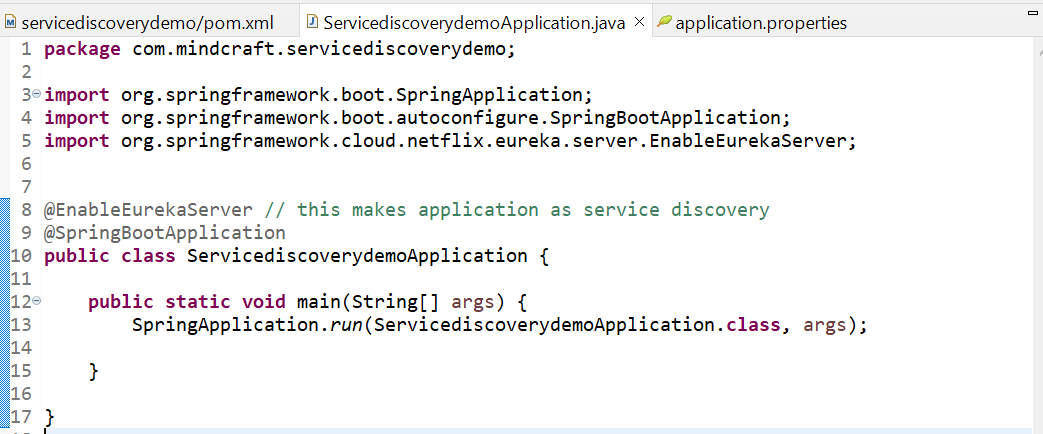 servicediscoverydemo/pom.xml ServicediscoverydemoApplication.java application.properties
1 package com.mindcraft.servicediscoverydemo;
2
3 import org.springframework.boot.SpringApplication;
4 import org.springframework.boot.autoconfigure.SpringBootApplication;
5 import org.springframework.cloud.netflix.eureka.server.EnableEurekaServer;
6
7
8 @EnableEurekaServer // this makes application as service discovery
9 @SpringBootApplication
10 public class ServicediscoverydemoApplication {
11
12     public static void main(String[] args) {
13         SpringApplication.run(ServicediscoverydemoApplication.class, args);
14
15     }
16
17 }